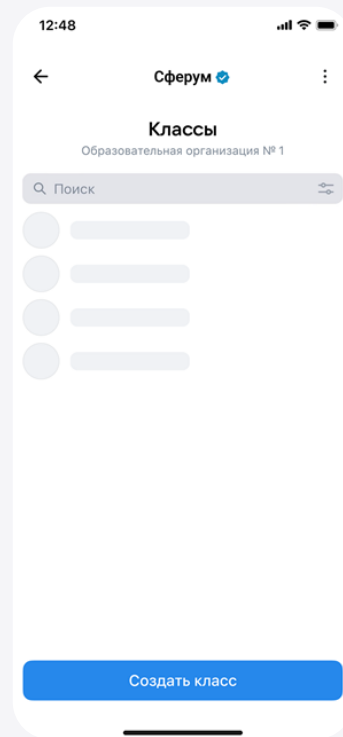 12:48
Сферум
Классы
Образовательная организация № 1
Поиск
Создать класс